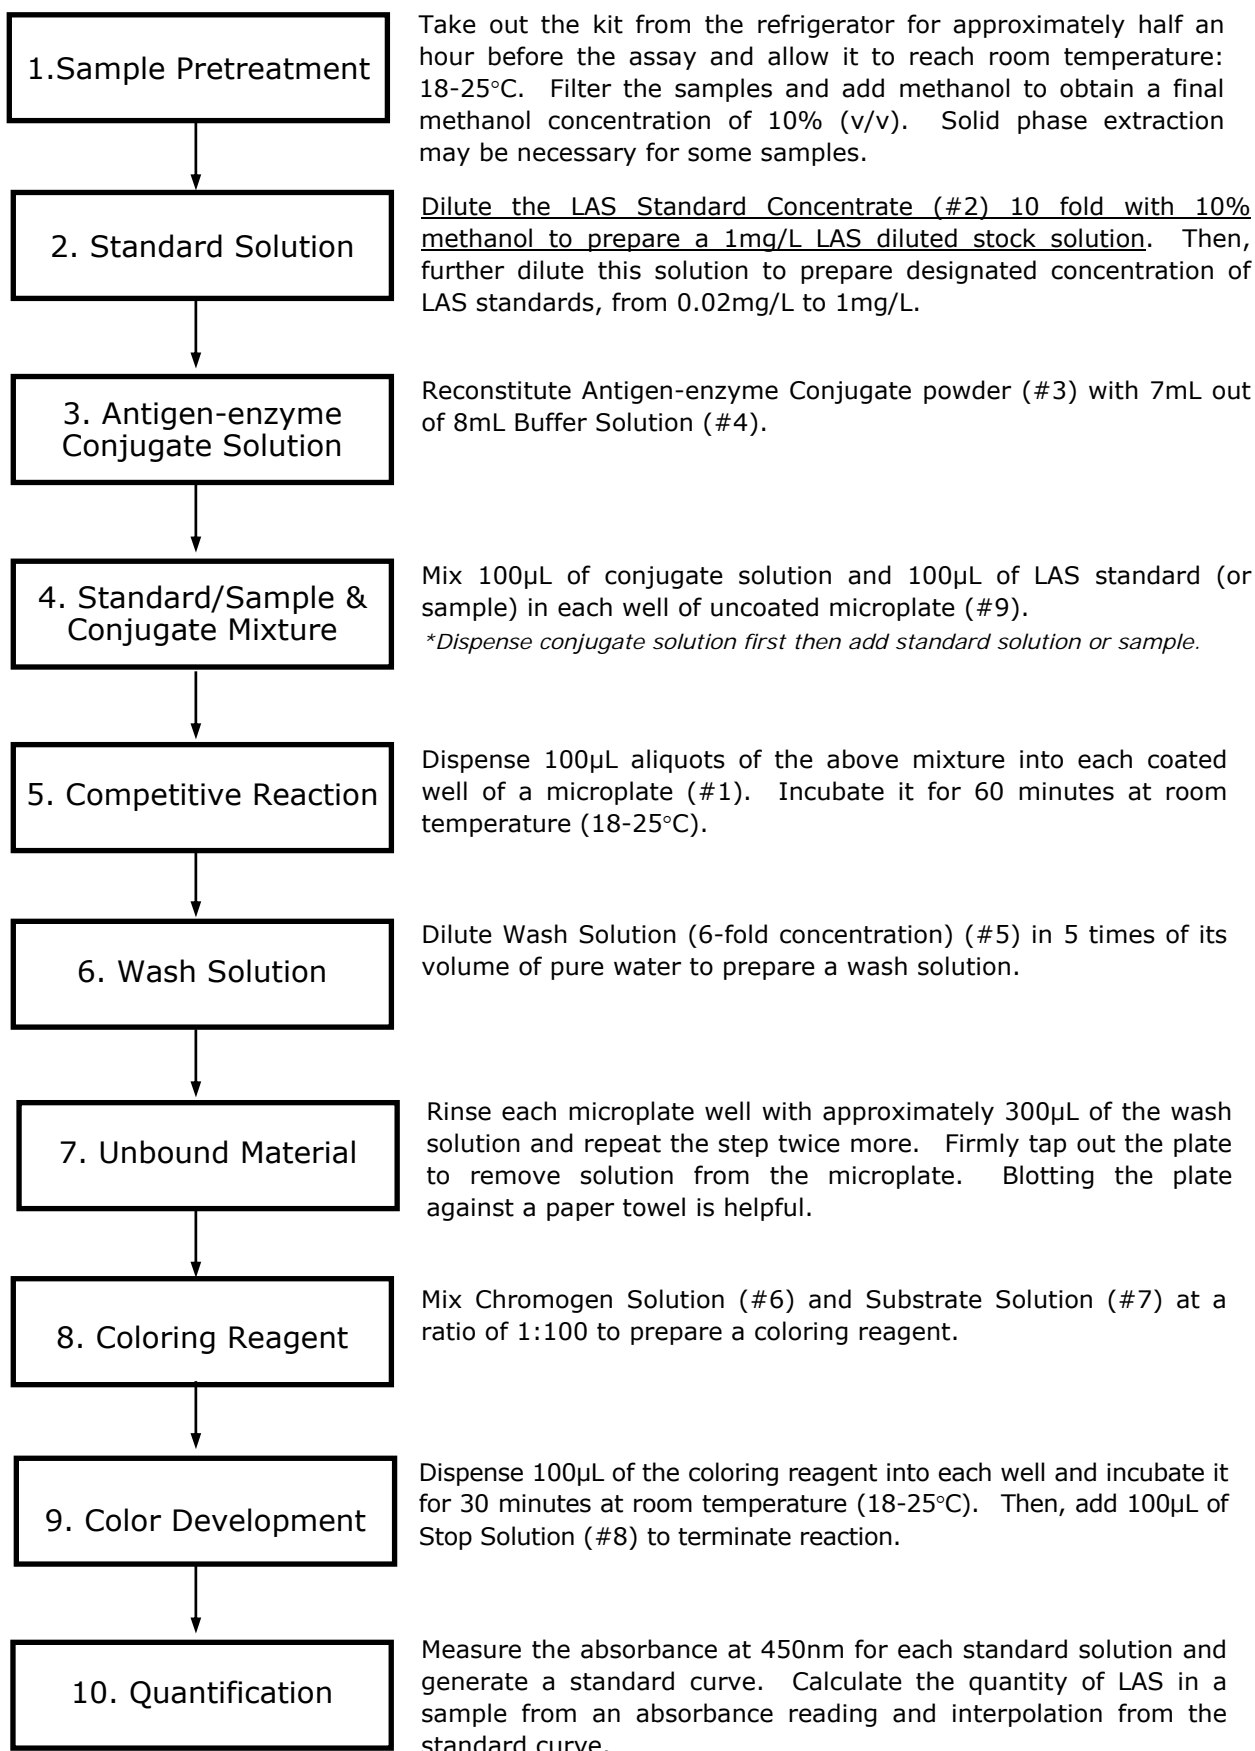 1.Sample Pretreatment
Take out the kit from the refrigerator for approximately half an
hour before the assay and allow it to reach room temperature:
18-25°C. Filter the samples and add methanol to obtain a final
methanol concentration of 10% (v/v). Solid phase extraction
may be necessary for some samples.
2. Standard Solution
Dilute the LAS Standard Concentrate (#2) 10 fold with 10%
methanol to prepare a 1mg/L LAS diluted stock solution. Then,
further dilute this solution to prepare designated concentration of
LAS standards, from 0.02mg/L to 1mg/L.
3. Antigen-enzyme
Conjugate Solution
Reconstitute Antigen-enzyme Conjugate powder (#3) with 7mL out
of 8mL Buffer Solution (#4).
4. Standard/Sample &
Conjugate Mixture
Mix 100µL of conjugate solution and 100µL of LAS standard (or
sample) in each well of uncoated microplate (#9).
*Dispense conjugate solution first then add standard solution or sample.
5. Competitive Reaction
Dispense 100µL aliquots of the above mixture into each coated
well of a microplate (#1). Incubate it for 60 minutes at room
temperature (18-25°C).
6. Wash Solution
Dilute Wash Solution (6-fold concentration) (#5) in 5 times of its
volume of pure water to prepare a wash solution.
7. Unbound Material
Rinse each microplate well with approximately 300µL of the wash
solution and repeat the step twice more. Firmly tap out the plate
to remove solution from the microplate. Blotting the plate
against a paper towel is helpful.
8. Coloring Reagent
Mix Chromogen Solution (#6) and Substrate Solution (#7) at a
ratio of 1:100 to prepare a coloring reagent.
9. Color Development
Dispense 100µL of the coloring reagent into each well and incubate it
for 30 minutes at room temperature (18-25°C). Then, add 100µL of
Stop Solution (#8) to terminate reaction.
10. Quantification
Measure the absorbance at 450nm for each standard solution and
generate a standard curve. Calculate the quantity of LAS in a
sample from an absorbance reading and interpolation from the
standard curve.